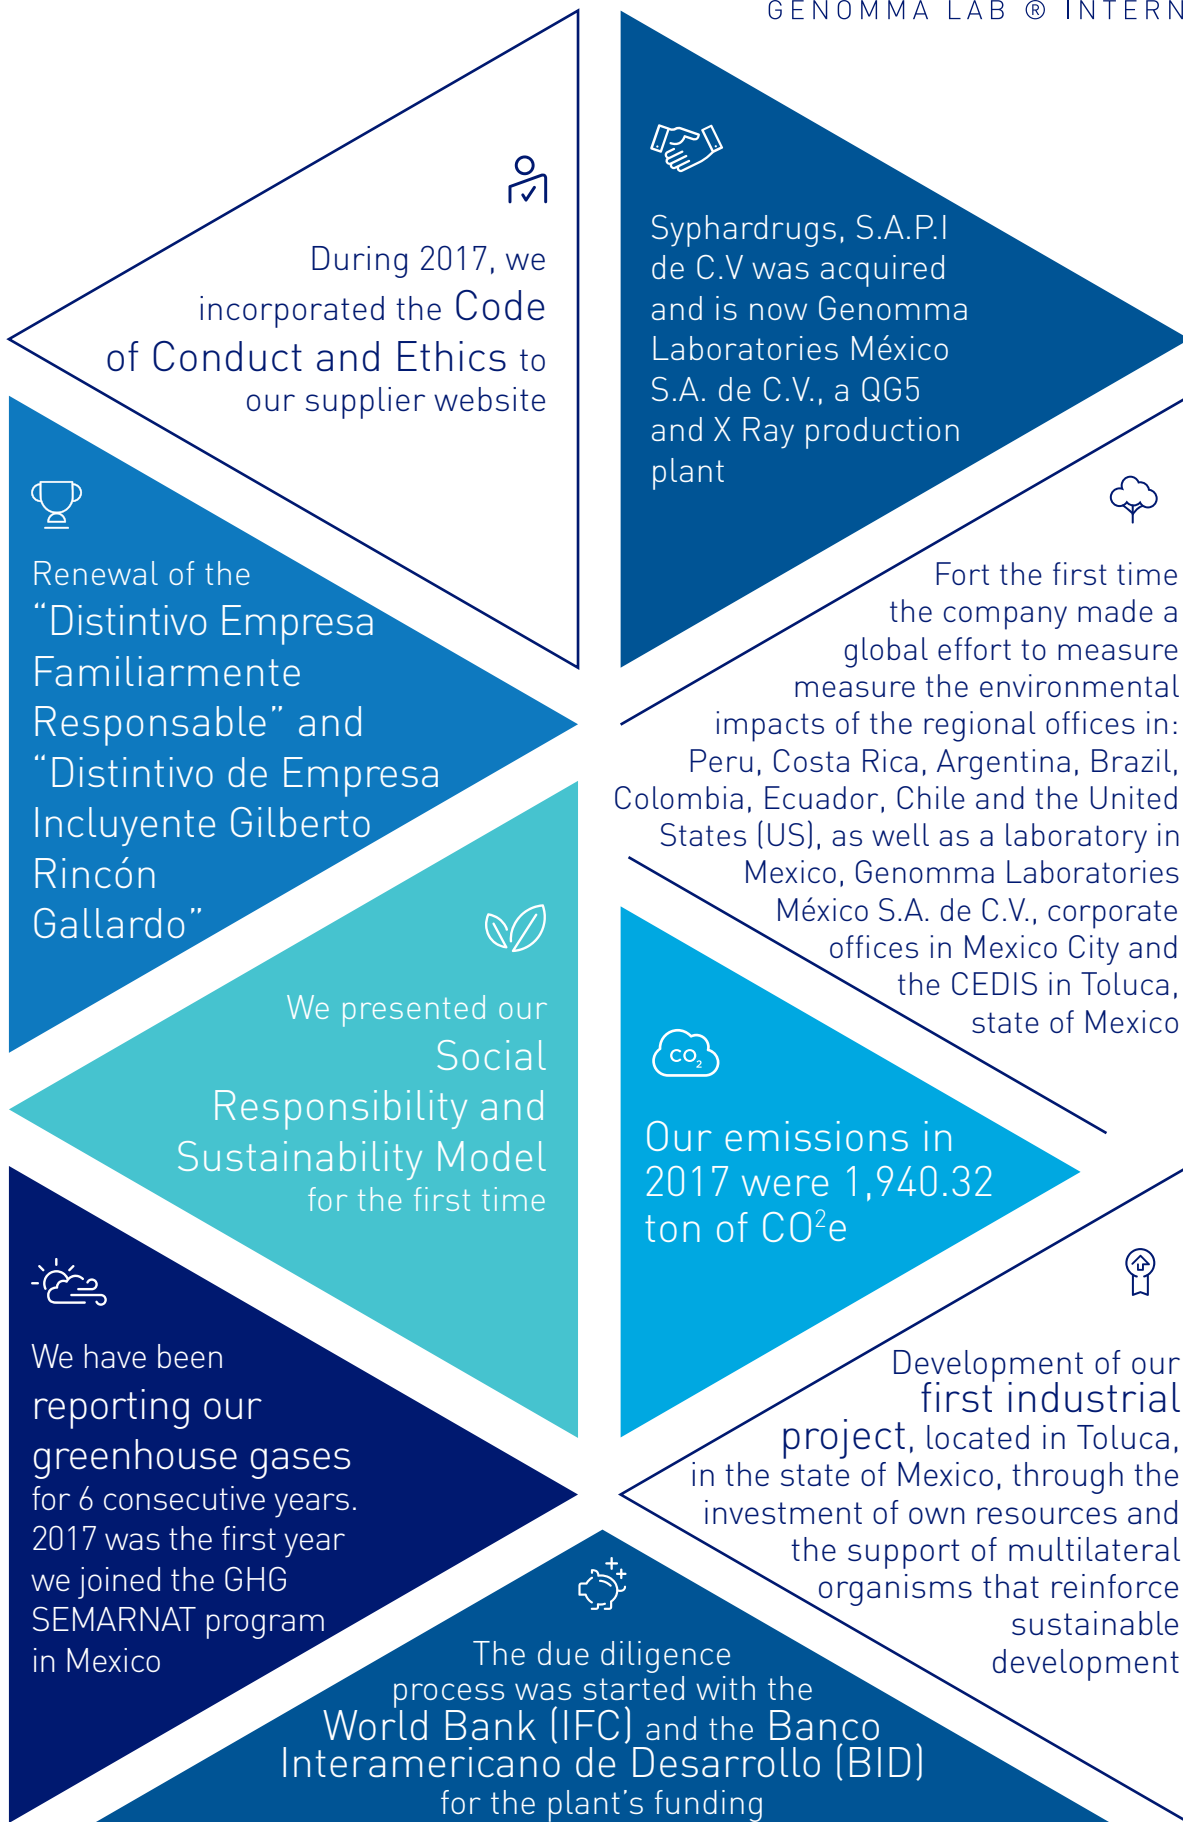 GENOMMA LAB ® INTERN
During 2017, we
incorporated the Code
of Conduct and Ethics to
our supplier website
Syphardrugs, S.A.P.I
de C.V was acquired
and is now Genomma
Laboratories México
S.A. de C.V., a QG5
and X Ray production
plant
Renewal of the
“Distintivo Empresa
Familiarmente
Responsable” and
“Distintivo de Empresa
Incluyente Gilberto
Rincón
Gallardo”
Fort the first time
the company made a
global effort to measure
measure the environmental
impacts of the regional offices in:
Peru, Costa Rica, Argentina, Brazil,
Colombia, Ecuador, Chile and the United
States (US), as well as a laboratory in
Mexico, Genomma Laboratories
México S.A. de C.V., corporate
offices in Mexico City and
the CEDIS in Toluca,
state of Mexico
We presented our
Social
Responsibility and
Sustainability Model
for the first time
CO₂
Our emissions in
2017 were 1,940.32
ton of CO²e
We have been
reporting our
greenhouse gases
for 6 consecutive years.
2017 was the first year
we joined the GHG
SEMARNAT program
in Mexico
Development of our
first industrial
project, located in Toluca,
in the state of Mexico, through the
investment of own resources and
the support of multilateral
organisms that reinforce
sustainable
development
The due diligence
process was started with the
World Bank (IFC) and the Banco
Interamericano de Desarrollo (BID)
for the plant’s funding